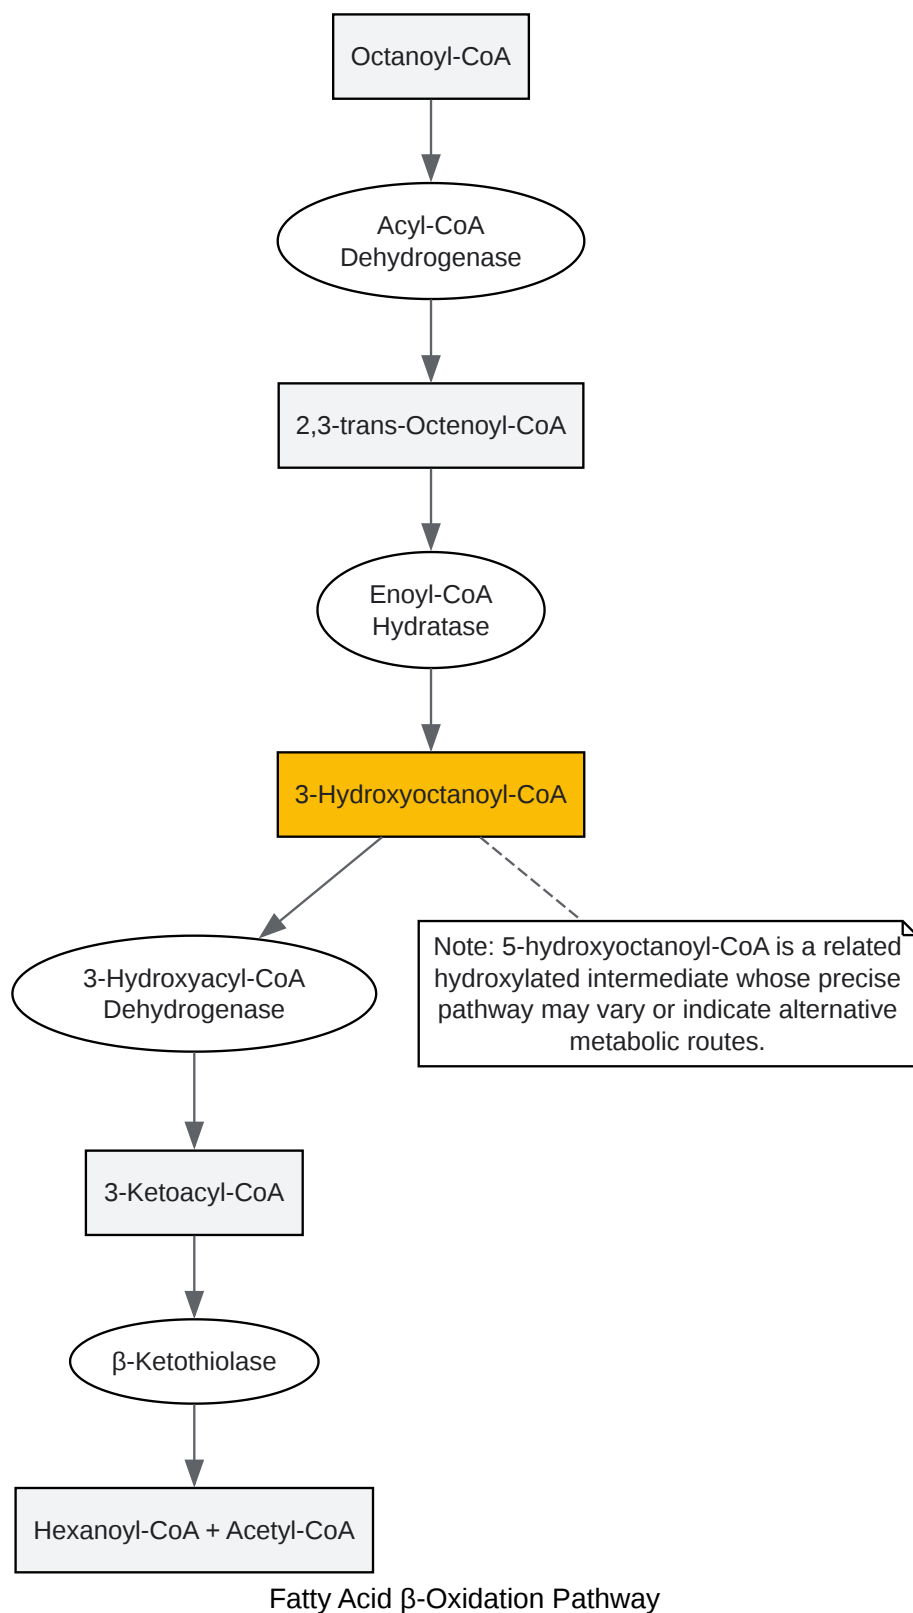 Octanoyl-CoA
Acyl-CoA
Dehydrogenase
2,3-trans-Octenoyl-CoA
Enoyl-CoA
Hydratase
3-Hydroxyoctanoyl-CoA
3-Hydroxyacyl-CoA
Dehydrogenase
Note: 5-hydroxyoctanoyl-CoA is a related
hydroxylated intermediate whose precise
pathway may vary or indicate alternative
metabolic routes.
3-Ketoacyl-CoA
β-Ketothiolase
Hexanoyl-CoA + Acetyl-CoA
Fatty Acid β-Oxidation Pathway